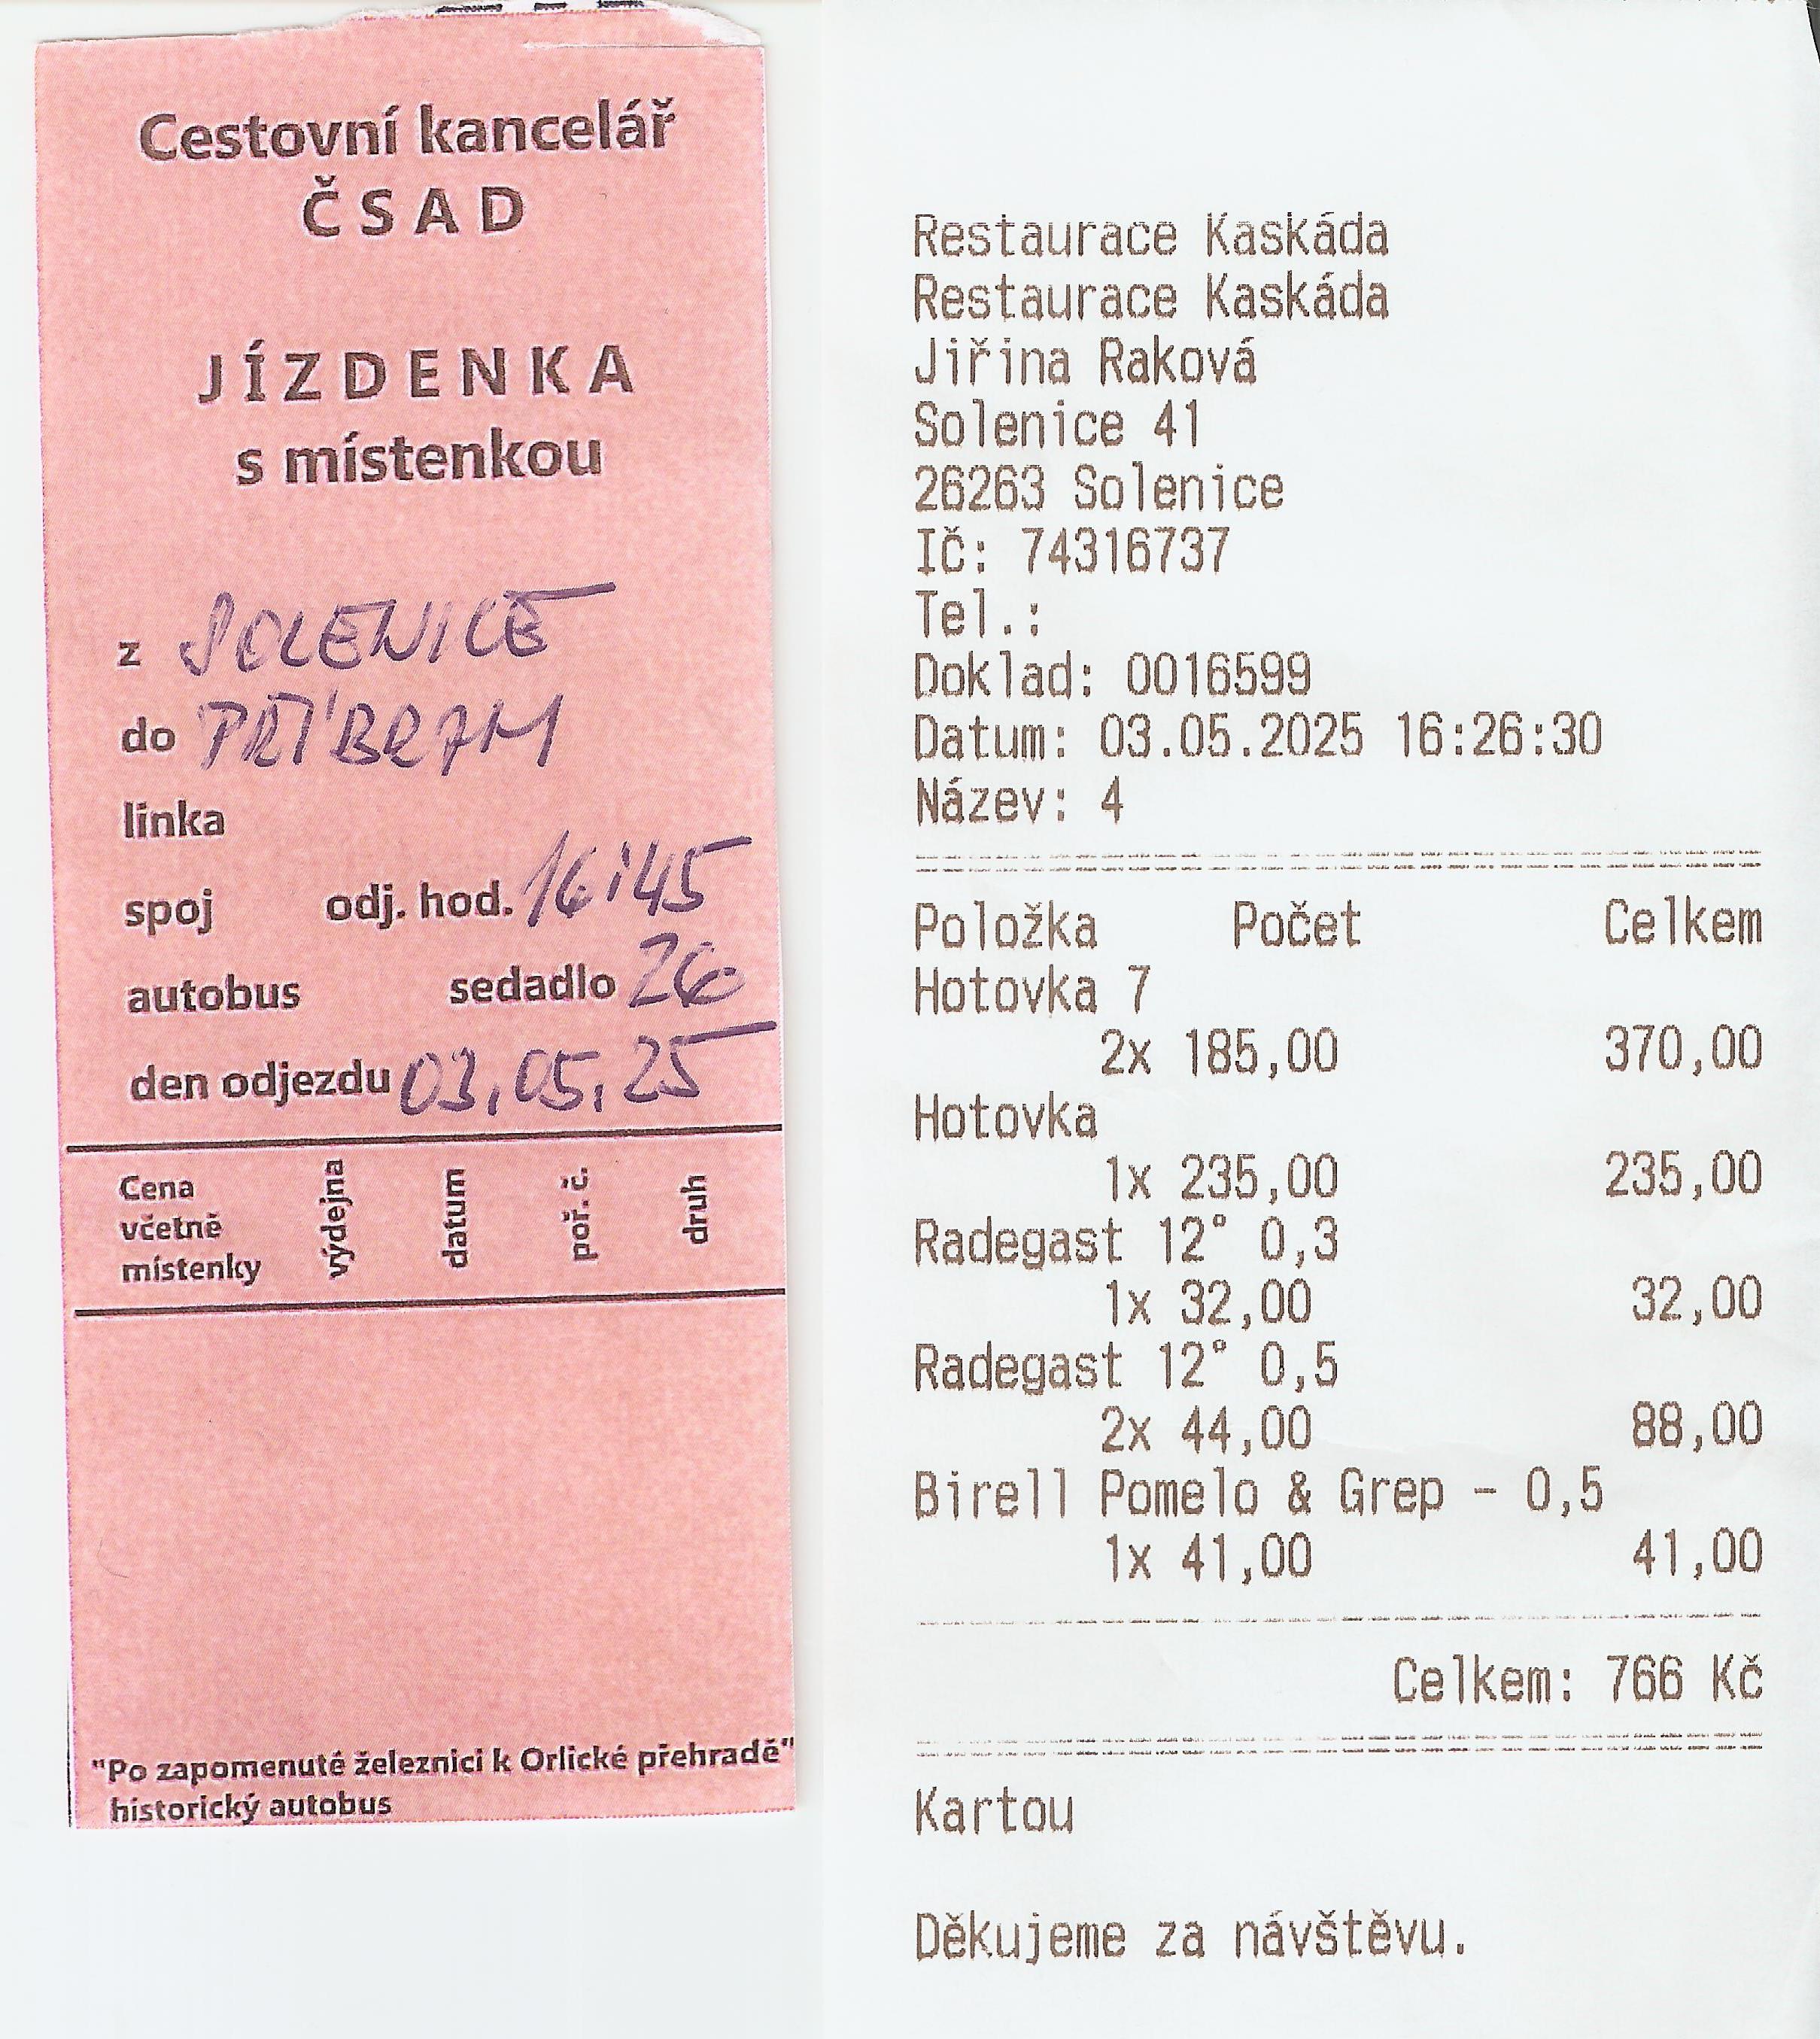 Cestovní kancelář
ČSAD
JÍZDENKA
s místenkou
z SOLENICE
do PŘÍBRAM
linka
spoj odj. hod. 16:45
autobus sedadlo 26
den odjezdu 03.05.25
Cena včetně místenky výdejna datum poř. č. druh
"Po zapomenuté železnici k Orlické přehradě"
historický autobus
Restaurace Kaskáda
Restaurace Kaskáda
Jiřina Raková
Solenice 41
26263 Solenice
Ič: 74316737
Tel.:
Doklad: 0016599
Datum: 03.05.2025 16:26:30
Název: 4
Položka Počet Celkem
Hotovka 7
2x 185,00 370,00
Hotovka
1x 235,00 235,00
Radegast 12° 0,3
1x 32,00 32,00
Radegast 12° 0,5
2x 44,00 88,00
Birell Pomelo & Grep - 0,5
1x 41,00 41,00
Celkem: 766 Kč
Kartou
Děkujeme za návštěvu.